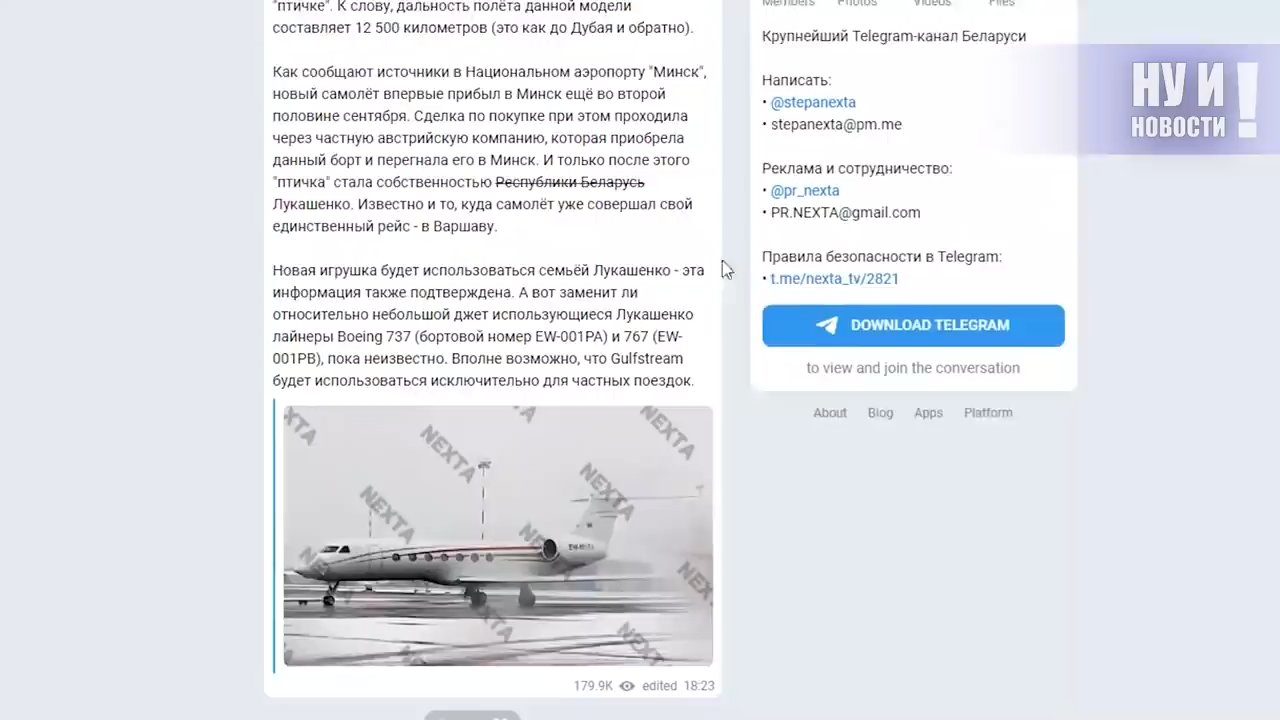 "птичке". К слову, дальность полёта данной модели
составляет 12 500 километров (это как до Дубая и обратно).
Как сообщают источники в Национальном аэропорту "Минск",
новый самолёт впервые прибыл в Минск ещё во второй
половине сентября. Сделка по покупке при этом проходила
через частную австрийскую компанию, которая приобрела
данный борт и перегнала его в Минск. И только после этого
"птичка" стала собственностью Республики Беларусь
Лукашенко. Известно и то, куда самолёт уже совершал свой
единственный рейс - в Варшаву.
Новая игрушка будет использоваться семьёй Лукашенко - эта
информация также подтверждена. А вот заменит ли
относительно небольшой джет использующиеся Лукашенко
лайнеры Boeing 737 (бортовой номер EW-001PA) и 767 (EW-
001PB), пока неизвестно. Вполне возможно, что Gulfstream
будет использоваться исключительно для частных поездок.
NEXTA
NEXTA
NEXTA
NEXTA
NEXTA
NEXTA
179.9K edited 18:23
Members Photos Videos Files
Крупнейший Telegram-канал Беларуси
Написать:
• @stepanexta
• stepanexta@pm.me
Реклама и сотрудничество:
• @pr_nexta
• PR.NEXTA@gmail.com
Правила безопасности в Telegram:
• t.me/nexta_tv/2821
DOWNLOAD TELEGRAM
to view and join the conversation
About Blog Apps Platform
НУ И
НОВОСТИ !